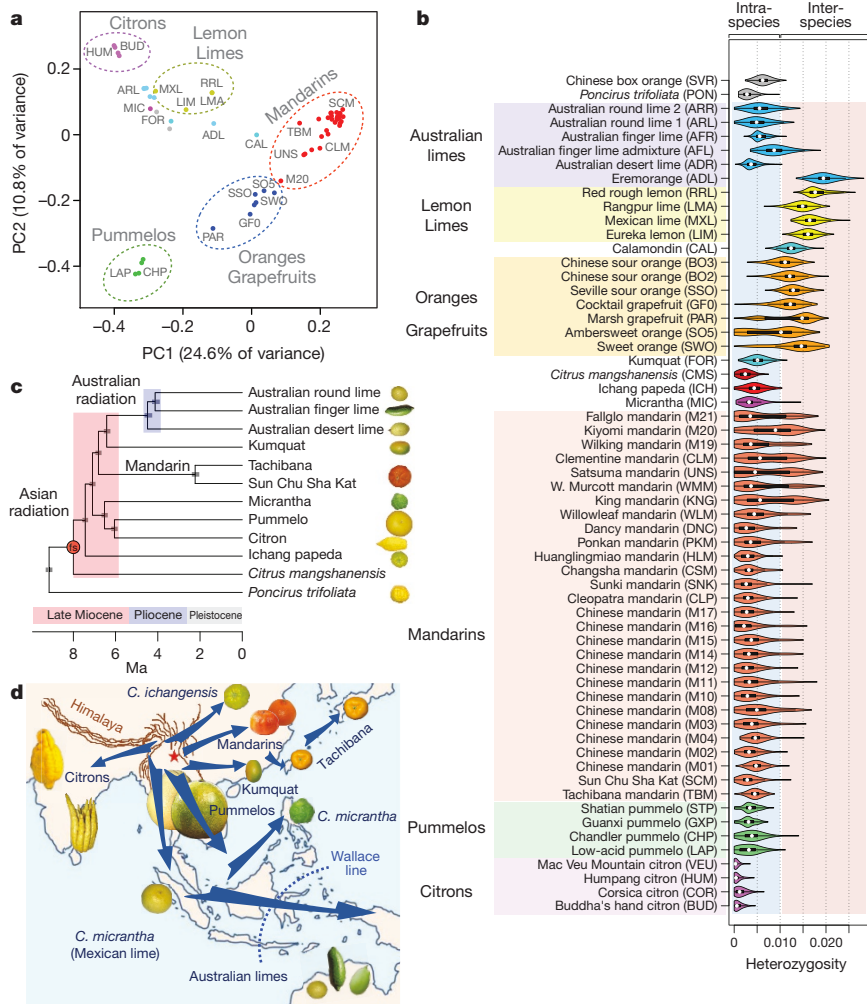 a
Citrons
HUM
BUD
Lemon
Limes
ARL
MXL
RRL
MIC
LIM
LMA
FOR
ADL
CAL
Mandarins
SCM
TBM
UNS
CLM
M20
SSO
SO5
SWO
GF0
PAR
Oranges
Grapefruits
Pummelos
LAP
CHP
0.2
0
−0.2
−0.4
PC2 (10.8% of variance)
−0.4
−0.2
0
0.2
PC1 (24.6% of variance)
b
Intra-
species
Inter-
species
Chinese box orange (SVR)
Poncirus trifoliata (PON)
Australian
limes
Australian round lime 2 (ARR)
Australian round lime 1 (ARL)
Australian finger lime (AFR)
Australian finger lime admixture (AFL)
Australian desert lime (ADR)
Eremorange (ADL)
Lemon
Limes
Red rough lemon (RRL)
Rangpur lime (LMA)
Mexican lime (MXL)
Eureka lemon (LIM)
Calamondin (CAL)
Oranges
Grapefruits
Chinese sour orange (BO3)
Chinese sour orange (BO2)
Seville sour orange (SSO)
Cocktail grapefruit (GF0)
Marsh grapefruit (PAR)
Ambersweet orange (SO5)
Sweet orange (SWO)
Kumquat (FOR)
Citrus mangshanensis (CMS)
Ichang papeda (ICH)
Micrantha (MIC)
Mandarins
Fallglo mandarin (M21)
Kiyomi mandarin (M20)
Wilking mandarin (M19)
Clementine mandarin (CLM)
Satsuma mandarin (UNS)
W. Murcott mandarin (WMM)
King mandarin (KNG)
Willowleaf mandarin (WLM)
Dancy mandarin (DNC)
Ponkan mandarin (PKM)
Huanglingmiao mandarin (HLM)
Changsha mandarin (CSM)
Sunki mandarin (SNK)
Cleopatra mandarin (CLP)
Chinese mandarin (M17)
Chinese mandarin (M16)
Chinese mandarin (M15)
Chinese mandarin (M14)
Chinese mandarin (M12)
Chinese mandarin (M11)
Chinese mandarin (M10)
Chinese mandarin (M08)
Chinese mandarin (M03)
Chinese mandarin (M04)
Chinese mandarin (M02)
Chinese mandarin (M01)
Sun Chu Sha Kat (SCM)
Tachibana mandarin (TBM)
Pummelos
Shatian pummelo (STP)
Guanxi pummelo (GXP)
Chandler pummelo (CHP)
Low-acid pummelo (LAP)
Citrons
Mac Veu Mountain citron (VEU)
Humpang citron (HUM)
Corsica citron (COR)
Buddha's hand citron (BUD)
0
0.010
0.020
Heterozygosity
c
Australian
radiation
Asian
radiation
Mandarin
fs
Australian round lime
Australian finger lime
Australian desert lime
Kumquat
Tachibana
Sun Chu Sha Kat
Micrantha
Pummelo
Citron
Ichang papeda
Citrus mangshanensis
Poncirus trifoliata
Late Miocene
Pliocene
Pleistocene
8
6
4
2
0
Ma
d
C. ichangensis
Himalaya
Mandarins
Tachibana
Citrons
Kumquat
Pummelos
C. micrantha
Wallace
line
C. micrantha
(Mexican lime)
Australian limes